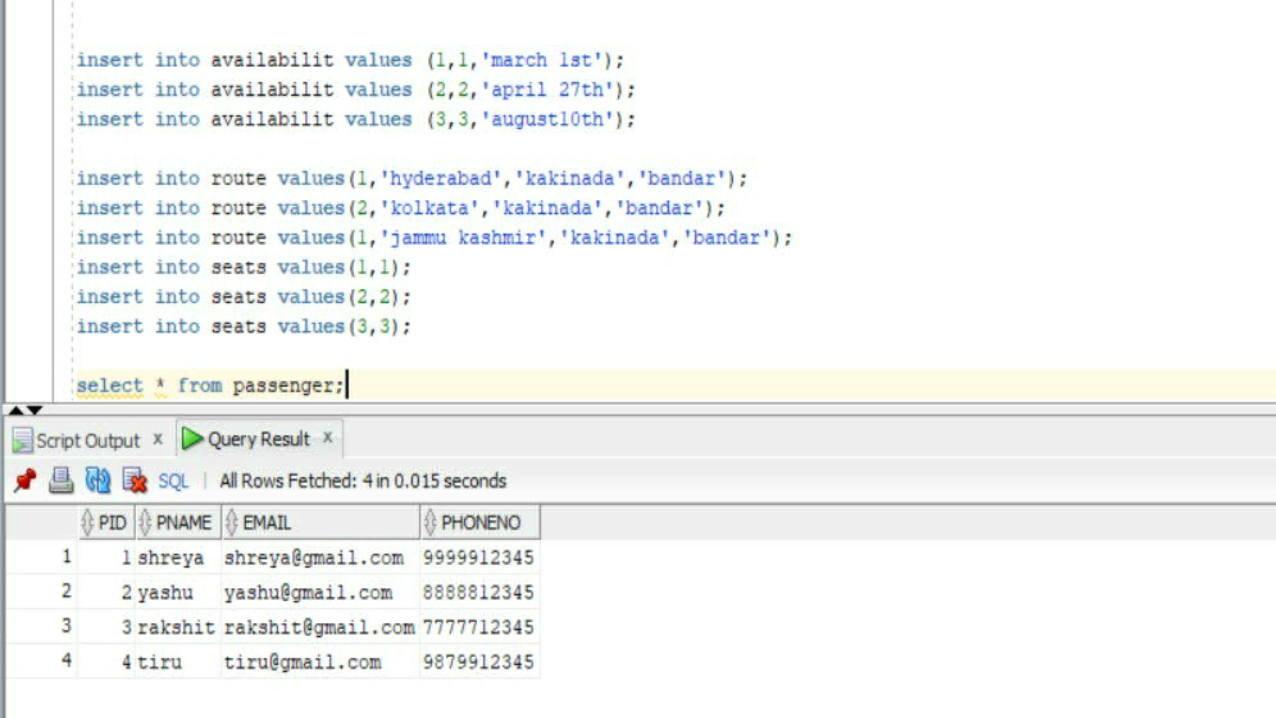 insert into availabilit values (1,1,'march 1st');
insert into availabilit values (2,2,'april 27th');
insert into availabilit values (3,3,'august10th');
insert into route values(1,'hyderabad','kakinada','bandar');
insert into route values(2,'kolkata','kakinada','bandar');
insert into route values(1,'jammu kashmir','kakinada','bandar');
insert into seats values(1,1);
insert into seats values(2,2);
insert into seats values(3,3);
select * from passenger;
Script Output x Query Result x
SQL | All Rows Fetched: 4 in 0.015 seconds
PID PNAME EMAIL PHONENO
1 1 shreya shreya@gmail.com 9999912345
2 2 yashu yashu@gmail.com 8888812345
3 3 rakshit rakshit@gmail.com 7777712345
4 4 tiru tiru@gmail.com 9879912345